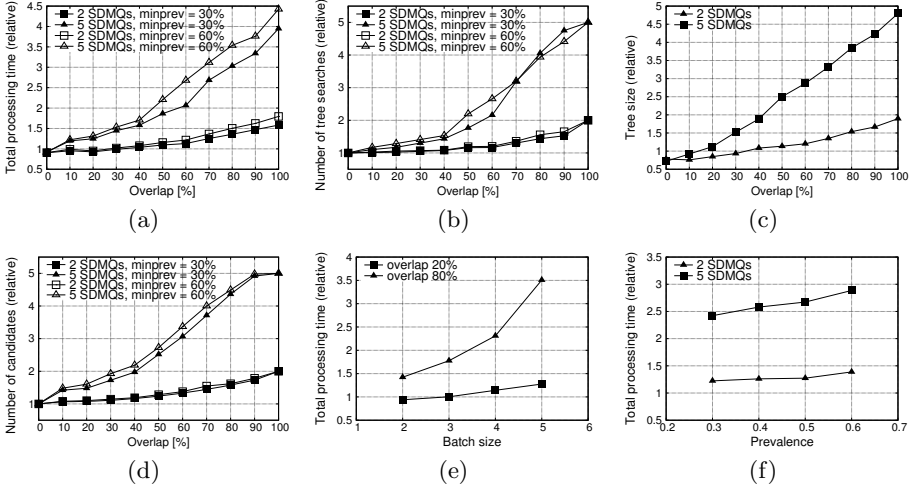 Total processing time (relative)
4.5
4
3.5
3
2.5
2
1.5
1
0.5
2 SDMQs, minprev = 30%
5 SDMQs, minprev = 30%
2 SDMQs, minprev = 60%
5 SDMQs, minprev = 60%
0 10 20 30 40 50 60 70 80 90 100
Overlap [%]
(a)
Number of tree searches (relative)
5
4
3
2
1
2 SDMQs, minprev = 30%
5 SDMQs, minprev = 30%
2 SDMQs, minprev = 60%
5 SDMQs, minprev = 60%
0 10 20 30 40 50 60 70 80 90 100
Overlap [%]
(b)
Tree size (relative)
5
4.5
4
3.5
3
2.5
2
1.5
1
0.5
2 SDMQs
5 SDMQs
0 10 20 30 40 50 60 70 80 90 100
Overlap [%]
(c)
Number of candidates (relative)
5
4
3
2
1
2 SDMQs, minprev = 30%
5 SDMQs, minprev = 30%
2 SDMQs, minprev = 60%
5 SDMQs, minprev = 60%
0 10 20 30 40 50 60 70 80 90 100
Overlap [%]
(d)
Total processing time (relative)
4
3.5
3
2.5
2
1.5
1
0.5
overlap 20%
overlap 80%
1 2 3 4 5 6
Batch size
(e)
Total processing time (relative)
3.5
3
2.5
2
1.5
1
0.5
2 SDMQs
5 SDMQs
0.2 0.3 0.4 0.5 0.6 0.7
Prevalence
(f)